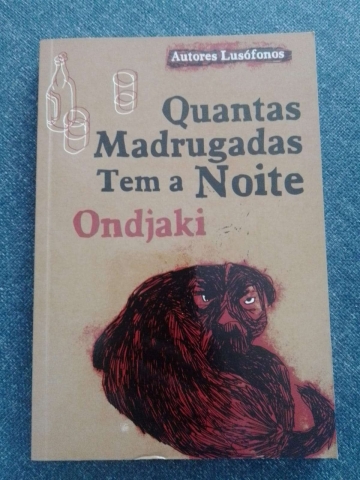 Autores Lusófonos
Quantas
Madrugadas
Tem a Noite
Ondjaki